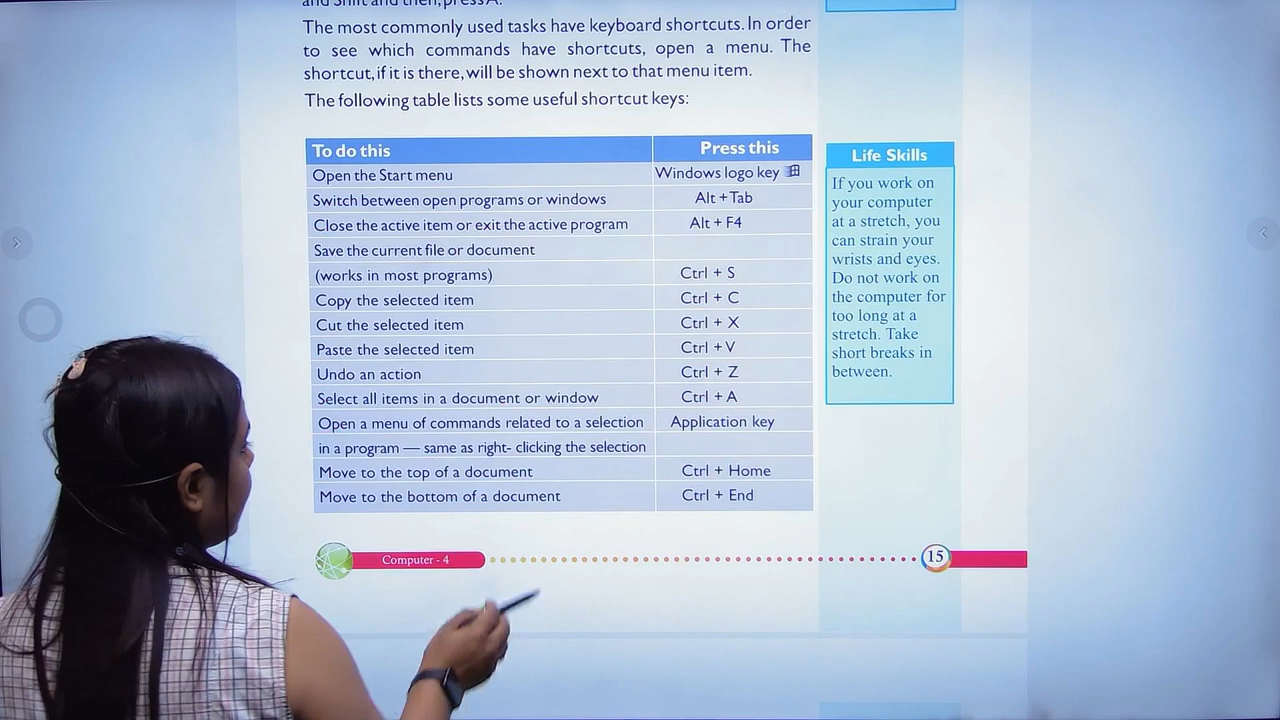 and Shift and then, press A.
The most commonly used tasks have keyboard shortcuts. In order
to see which commands have shortcuts, open a menu. The
shortcut, if it is there, will be shown next to that menu item.
The following table lists some useful shortcut keys:
To do this Press this
Open the Start menu Windows logo key
Switch between open programs or windows Alt + Tab
Close the active item or exit the active program Alt + F4
Save the current file or document
(works in most programs) Ctrl + S
Copy the selected item Ctrl + C
Cut the selected item Ctrl + X
Paste the selected item Ctrl + V
Undo an action Ctrl + Z
Select all items in a document or window Ctrl + A
Open a menu of commands related to a selection Application key
in a program — same as right- clicking the selection
Move to the top of a document Ctrl + Home
Move to the bottom of a document Ctrl + End
Life Skills
If you work on
your computer
at a stretch, you
can strain your
wrists and eyes.
Do not work on
the computer for
too long at a
stretch. Take
short breaks in
between.
Computer - 4
15